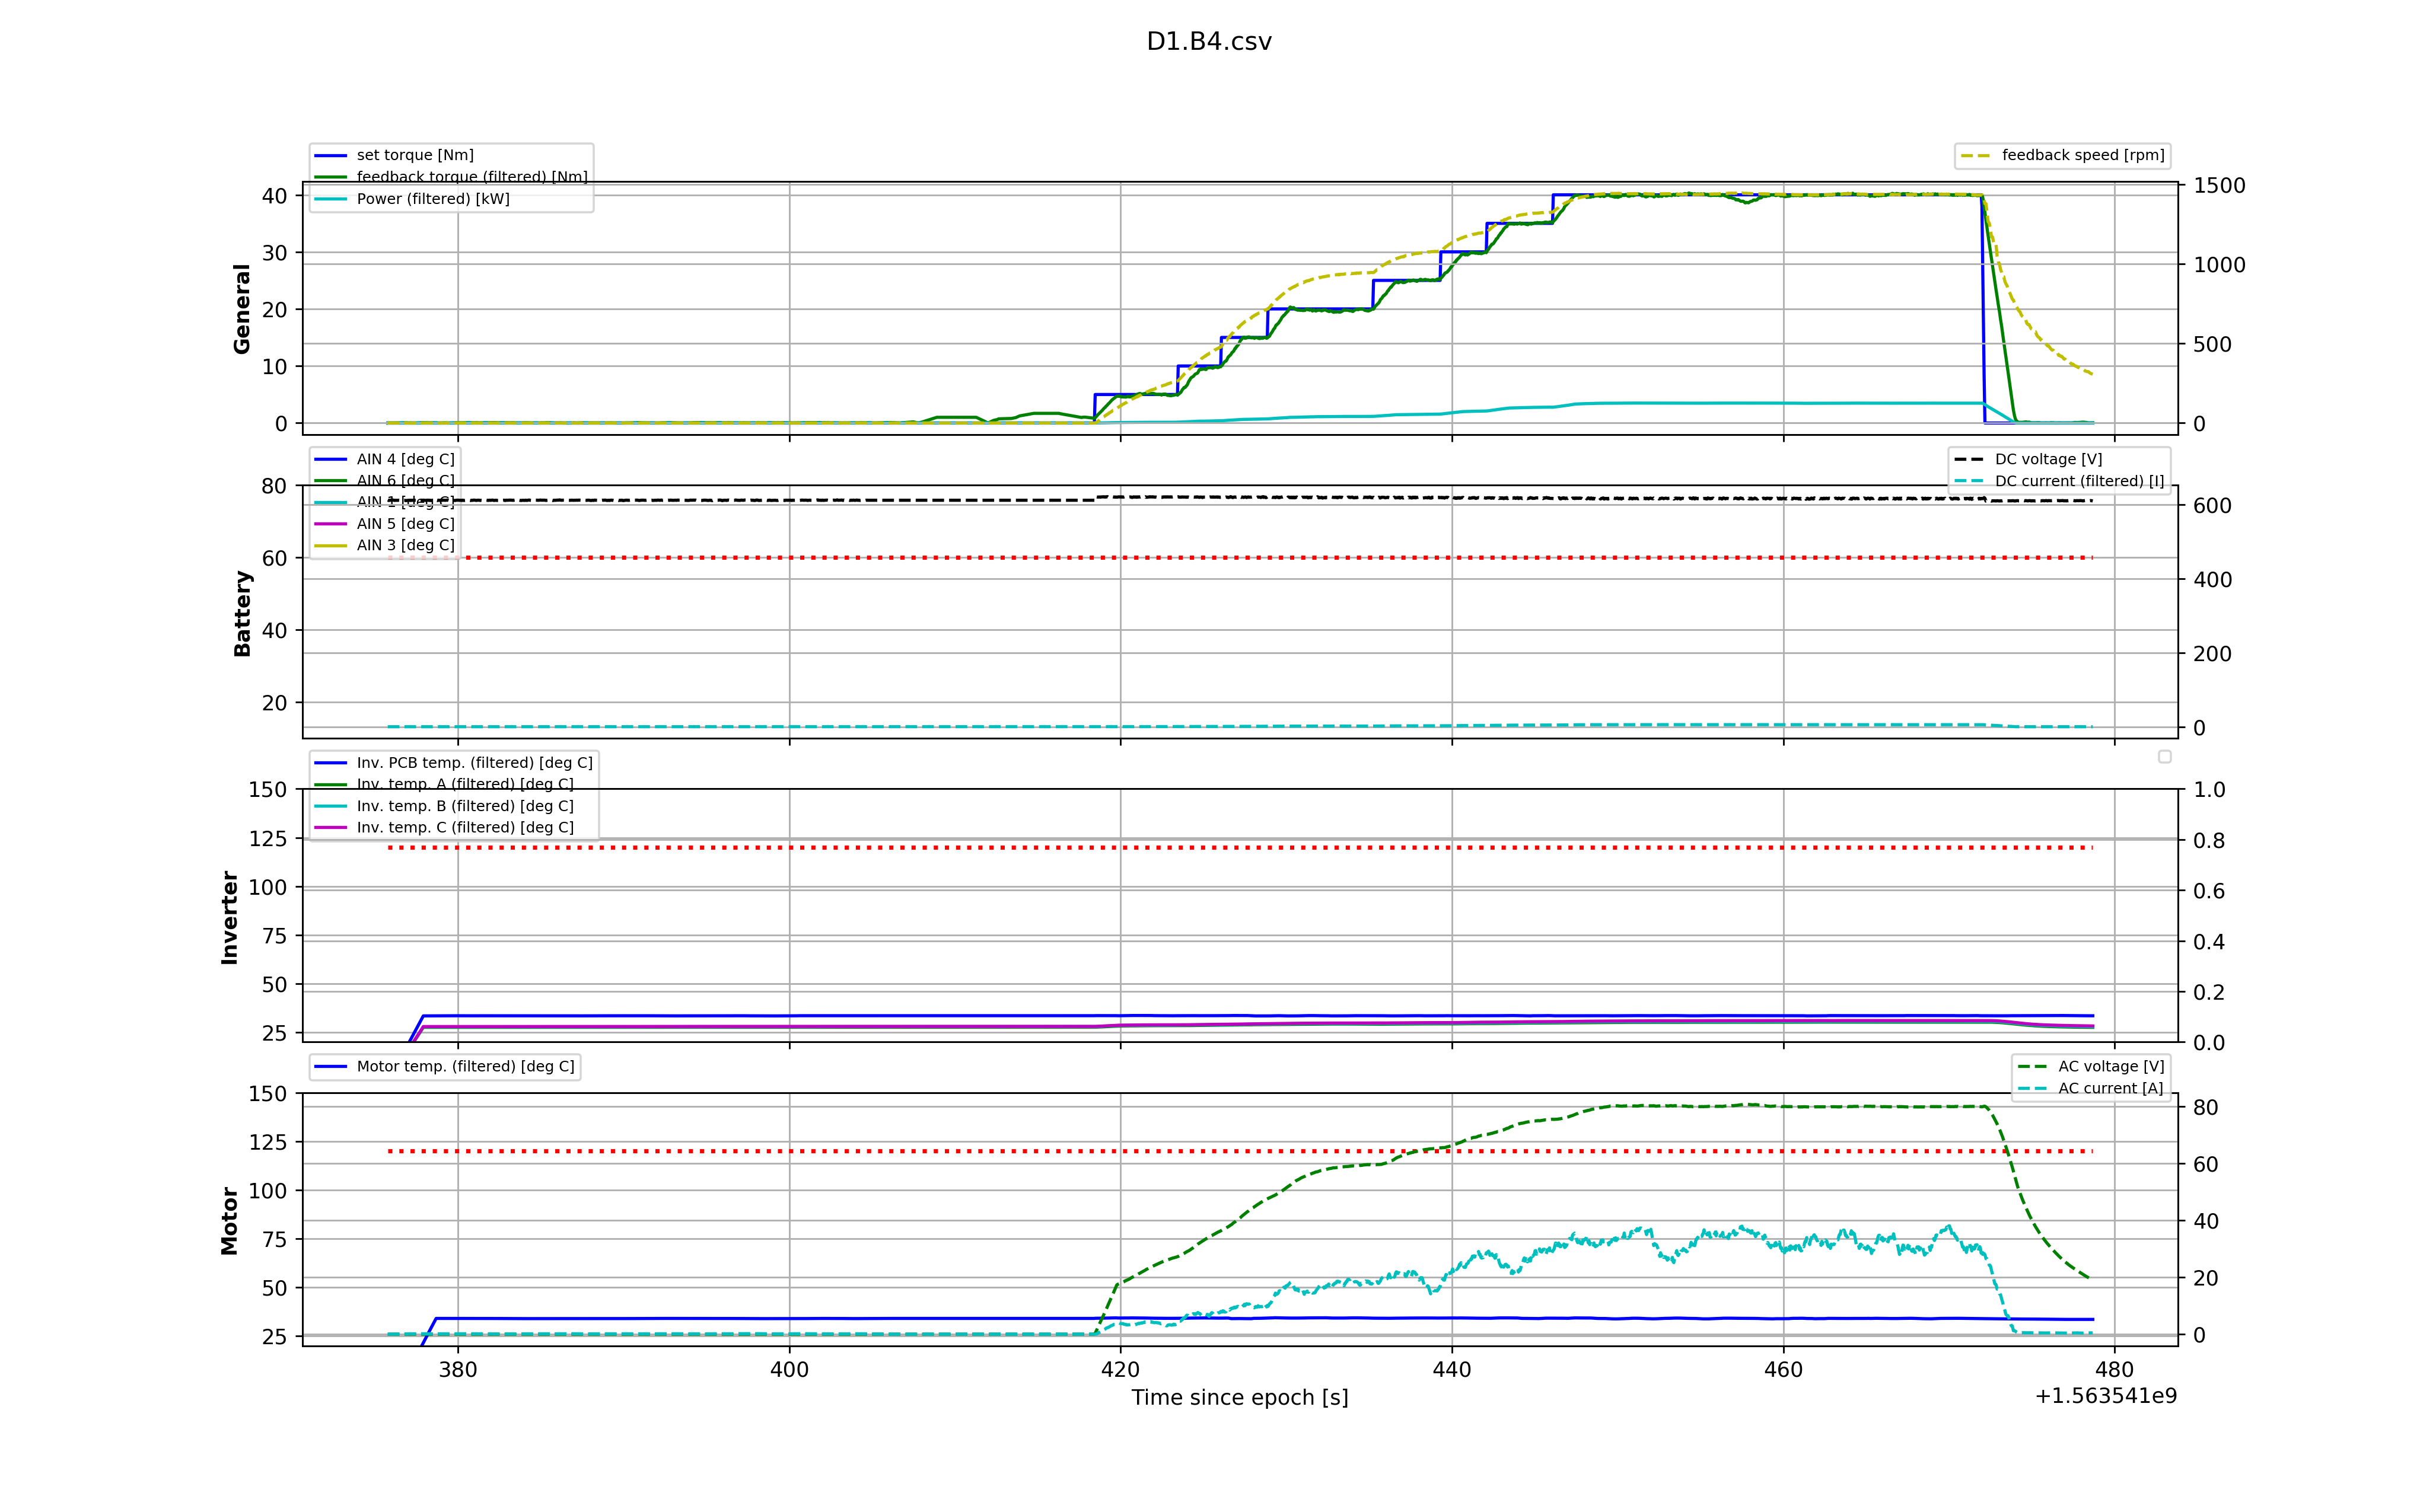 D1.B4.csv
set torque [Nm]
feedback torque (filtered) [Nm]
Power (filtered) [kW]
feedback speed [rpm]
General
40
30
20
10
0
1500
1000
500
0
AIN 4 [deg C]
AIN 6 [deg C]
AIN 1 [deg C]
AIN 5 [deg C]
AIN 3 [deg C]
DC voltage [V]
DC current (filtered) [I]
Battery
80
60
40
20
600
400
200
0
Inv. PCB temp. (filtered) [deg C]
Inv. temp. A (filtered) [deg C]
Inv. temp. B (filtered) [deg C]
Inv. temp. C (filtered) [deg C]
Inverter
150
125
100
75
50
25
1.0
0.8
0.6
0.4
0.2
0.0
Motor temp. (filtered) [deg C]
AC voltage [V]
AC current [A]
Motor
150
125
100
75
50
25
80
60
40
20
0
380 400 420 440 460 480
Time since epoch [s]
+1.563541e9